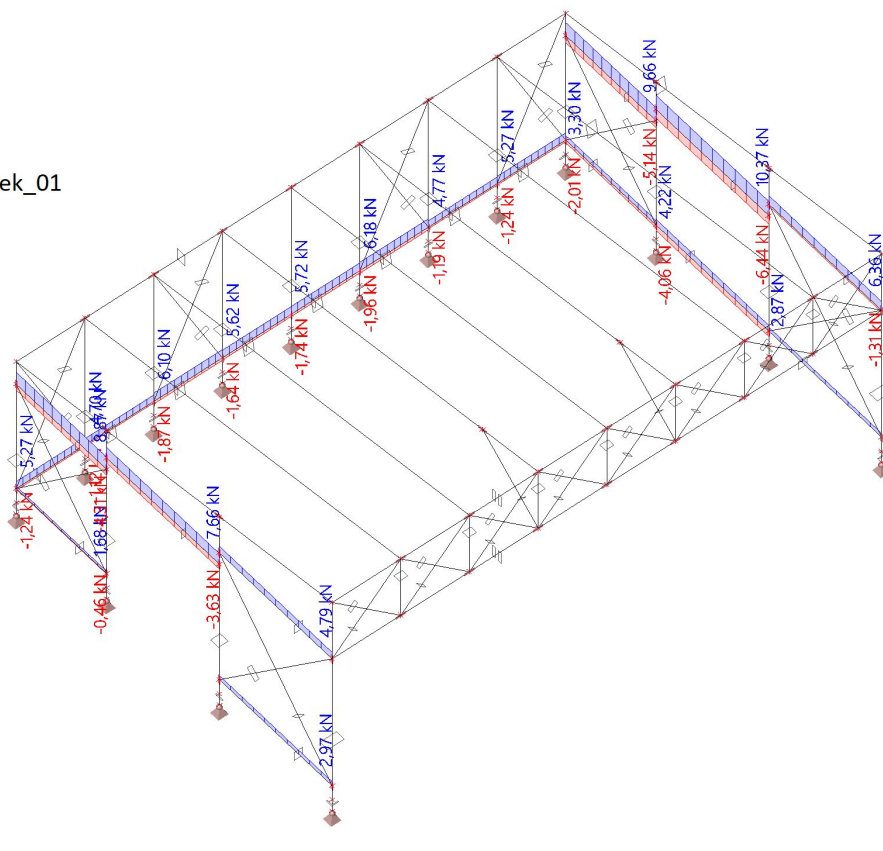 ek_01
9,66 kN
-5,14 kN
3,30 kN
-2,01 kN
5,27 kN
-1,24 kN
10,37 kN
-6,44 kN
4,22 kN
-4,06 kN
4,77 kN
-1,19 kN
6,18 kN
-1,96 kN
6,36 kN
-1,31 kN
2,87 kN
5,72 kN
-1,74 kN
5,62 kN
-1,64 kN
6,10 kN
-1,87 kN
5,27 kN
-1,24 kN
1,68 kN
-0,46 kN
7,66 kN
-3,63 kN
4,79 kN
2,97 kN